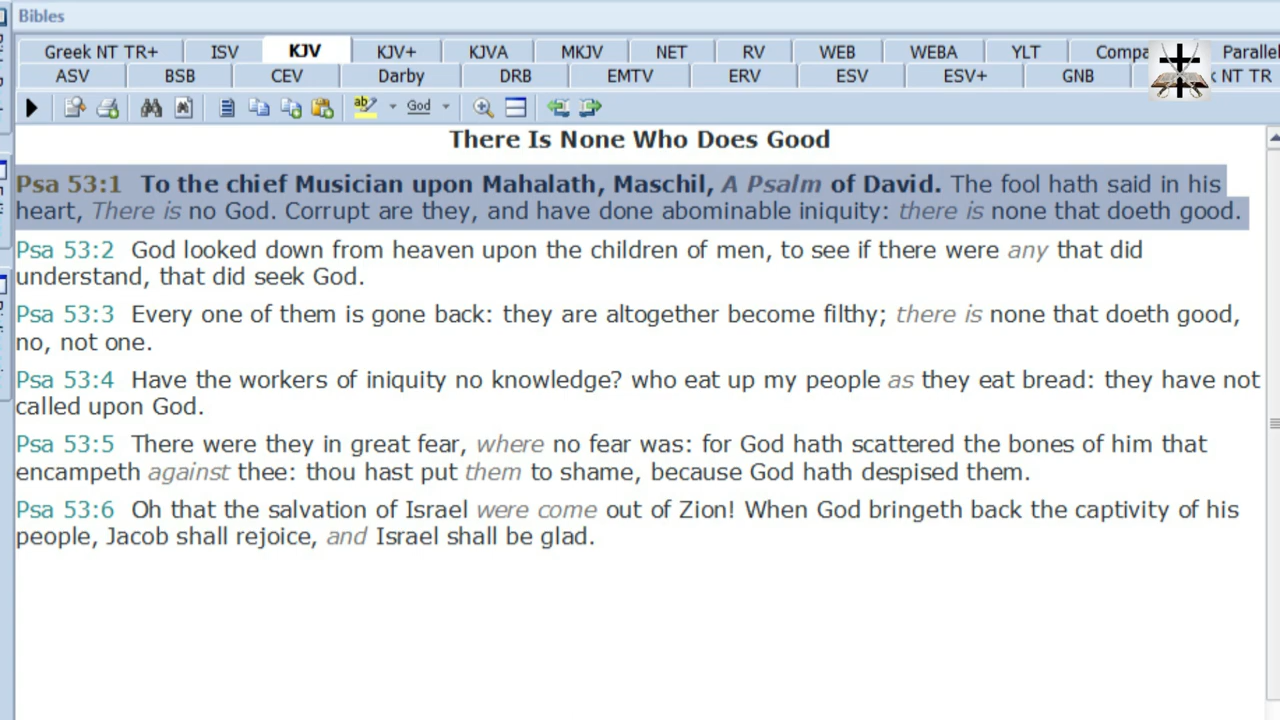 Bibles
Greek NT TR+ ISV KJV KJV+ KJVA MKJV NET RV WEB WEBA YLT Compa Parallel
ASV BSB CEV Darby DRB EMTV ERV ESV ESV+ GNB k NT TR
ab God
There Is None Who Does Good
Psa 53:1 To the chief Musician upon Mahalath, Maschil, A Psalm of David. The fool hath said in his
heart, There is no God. Corrupt are they, and have done abominable iniquity: there is none that doeth good.
Psa 53:2 God looked down from heaven upon the children of men, to see if there were any that did
understand, that did seek God.
Psa 53:3 Every one of them is gone back: they are altogether become filthy; there is none that doeth good,
no, not one.
Psa 53:4 Have the workers of iniquity no knowledge? who eat up my people as they eat bread: they have not
called upon God.
Psa 53:5 There were they in great fear, where no fear was: for God hath scattered the bones of him that
encampeth against thee: thou hast put them to shame, because God hath despised them.
Psa 53:6 Oh that the salvation of Israel were come out of Zion! When God bringeth back the captivity of his
people, Jacob shall rejoice, and Israel shall be glad.